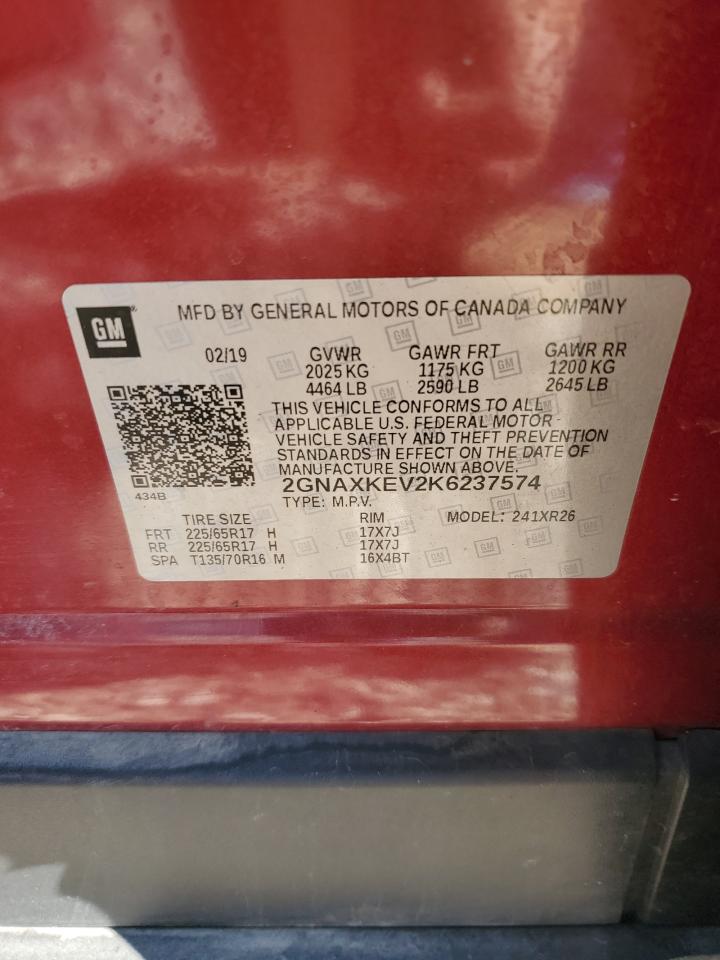 GM
MFD BY GENERAL MOTORS OF CANADA COMPANY
02/19 GVWR GAWR FRT GAWR RR
2025 KG 1175 KG 1200 KG
4464 LB 2590 LB 2645 LB
THIS VEHICLE CONFORMS TO ALL
APPLICABLE U.S. FEDERAL MOTOR
VEHICLE SAFETY AND THEFT PREVENTION
STANDARDS IN EFFECT ON THE DATE OF
MANUFACTURE SHOWN ABOVE.
434B
2GNAXKEV2K6237574
TYPE: M.P.V.
TIRE SIZE RIM MODEL: 241XR26
FRT 225/65R17 H 17X7J
RR 225/65R17 H 17X7J
SPA T135/70R16 M 16X4BT